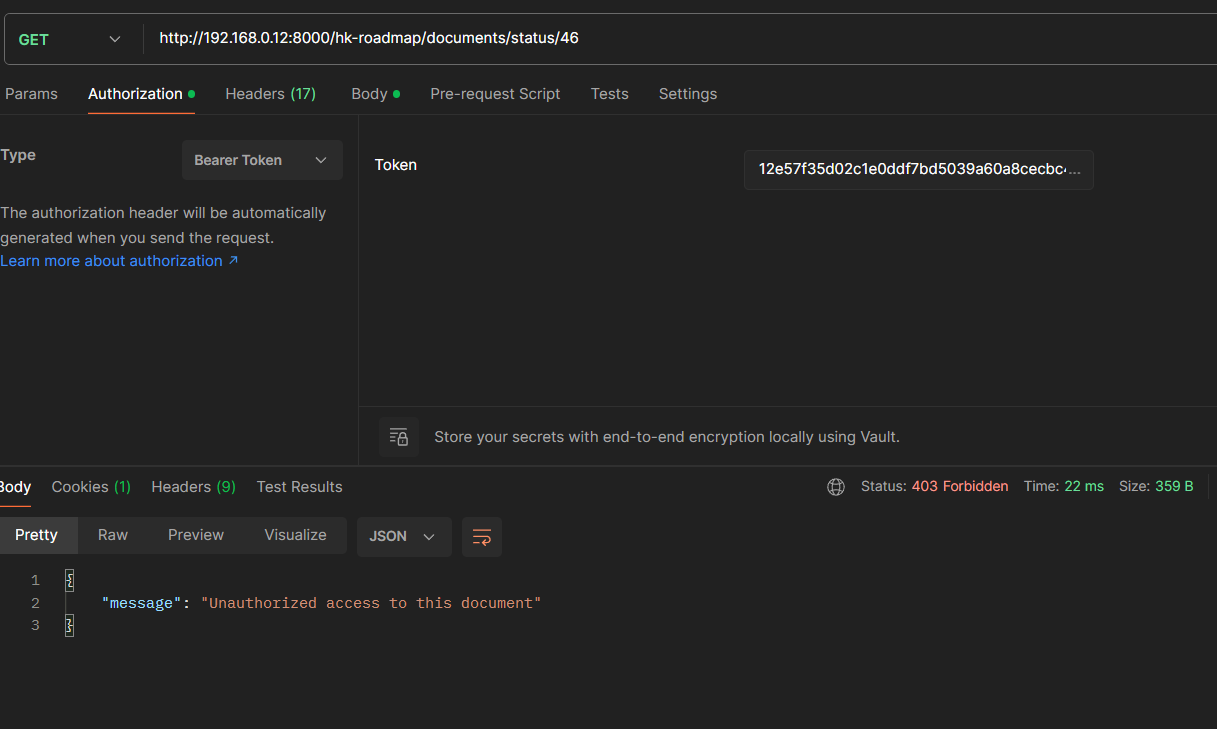 GET http://192.168.0.12:8000/hk-roadmap/documents/status/46
Params Authorization Headers (17) Body Pre-request Script Tests Settings
Type Bearer Token
Token 12e57f35d02c1e0ddf7bd5039a60a8cecbc‹...
The authorization header will be automatically
generated when you send the request.
Learn more about authorization ↗
Store your secrets with end-to-end encryption locally using Vault.
Body Cookies (1) Headers (9) Test Results Status: 403 Forbidden Time: 22 ms Size: 359 B
Pretty Raw Preview Visualize JSON
1 {
2 "message": "Unauthorized access to this document"
3 }